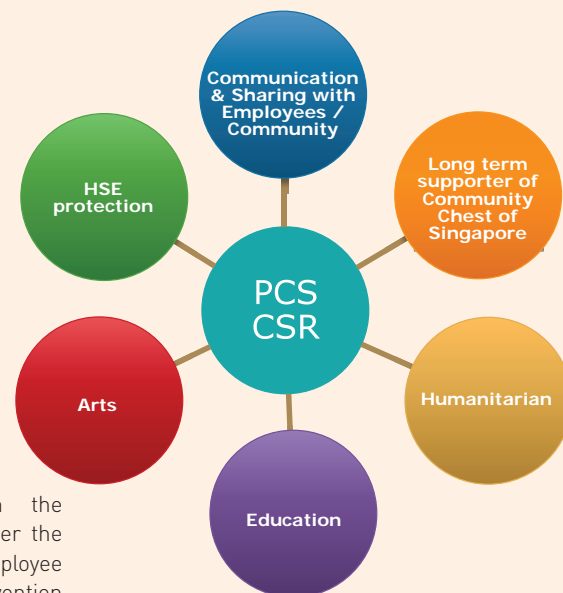 Communication
& Sharing with
Employees /
Community
HSE
protection
Long term
supporter of
Community
Chest of
Singapore
PCS
CSR
Arts
Humanitarian
Education
the
er the
ployee